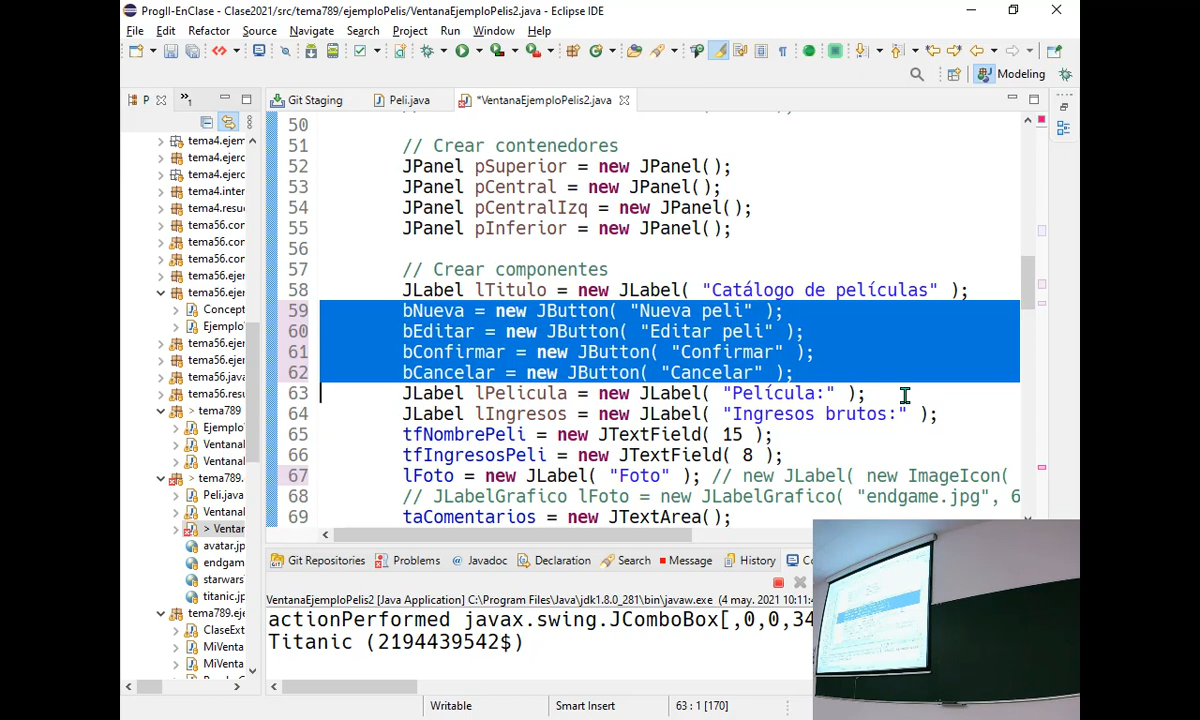 ProgII-EnClase - Clase2021/src/tema789/ejemploPelis/VentanaEjemploPelis2.java - Eclipse IDE
File Edit Refactor Source Navigate Search Project Run Window Help
Modeling
P
Git Staging
Peli.java
*VentanaEjemploPelis2.java
tema4.ejem
tema4.ejerc
tema4.ejer
tema4.inter
tema4.resue
tema56.con
tema56.con
tema56.con
tema56.ejer
Concept
Ejemplo
tema56.ejer
tema56.ejer
tema56.java
tema56.resu
> tema789
Ejemplo
Ventanal
Ventanal
> tema789.
Peli.java
Ventanal
> Ventar
avatar.jp
endgam
starwars
titanic.jp
tema789.eje
ClaseExt
MiVenta
MiVenta
50
51 // Crear contenedores
52 JPanel pSuperior = new JPanel();
53 JPanel pCentral = new JPanel();
54 JPanel pCentralIzq = new JPanel();
55 JPanel pInferior = new JPanel();
56
57 // Crear componentes
58 JLabel lTitulo = new JLabel( "Catálogo de películas" );
59 bNueva = new JButton( "Nueva peli" );
60 bEditar = new JButton( "Editar peli" );
61 bConfirmar = new JButton( "Confirmar" );
62 bCancelar = new JButton( "Cancelar" );
63 JLabel lPelicula = new JLabel( "Película:" );
64 JLabel lIngresos = new JLabel( "Ingresos brutos:" );
65 tfNombrePeli = new JTextField( 15 );
66 tfIngresosPeli = new JTextField( 8 );
67 lFoto = new JLabel( "Foto" ); // new JLabel( new ImageIcon(
68 // JLabelGrafico lFoto = new JLabelGrafico( "endgame.jpg", 6
69 taComentarios = new JTextArea();
Git Repositories Problems @ Javadoc Declaration Search Message History Co
VentanaEjemploPelis2 [Java Application] C:\Program Files\Java\jdk1.8.0_281\bin\javaw.exe (4 may. 2021 10:11:4
actionPerformed javax.swing.JComboBox[,0,0,34
Titanic (2194439542$)
Writable
Smart Insert
63 : 1 [170]